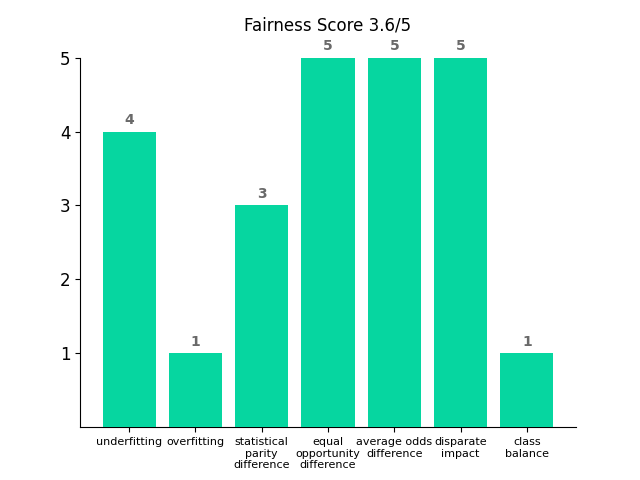 Fairness Score 3.6/5
5
4
3
2
1
4
1
3
5
5
5
1
underfitting
overfitting
statistical
parity
difference
equal
opportunity
difference
average odds
difference
disparate
impact
class
balance